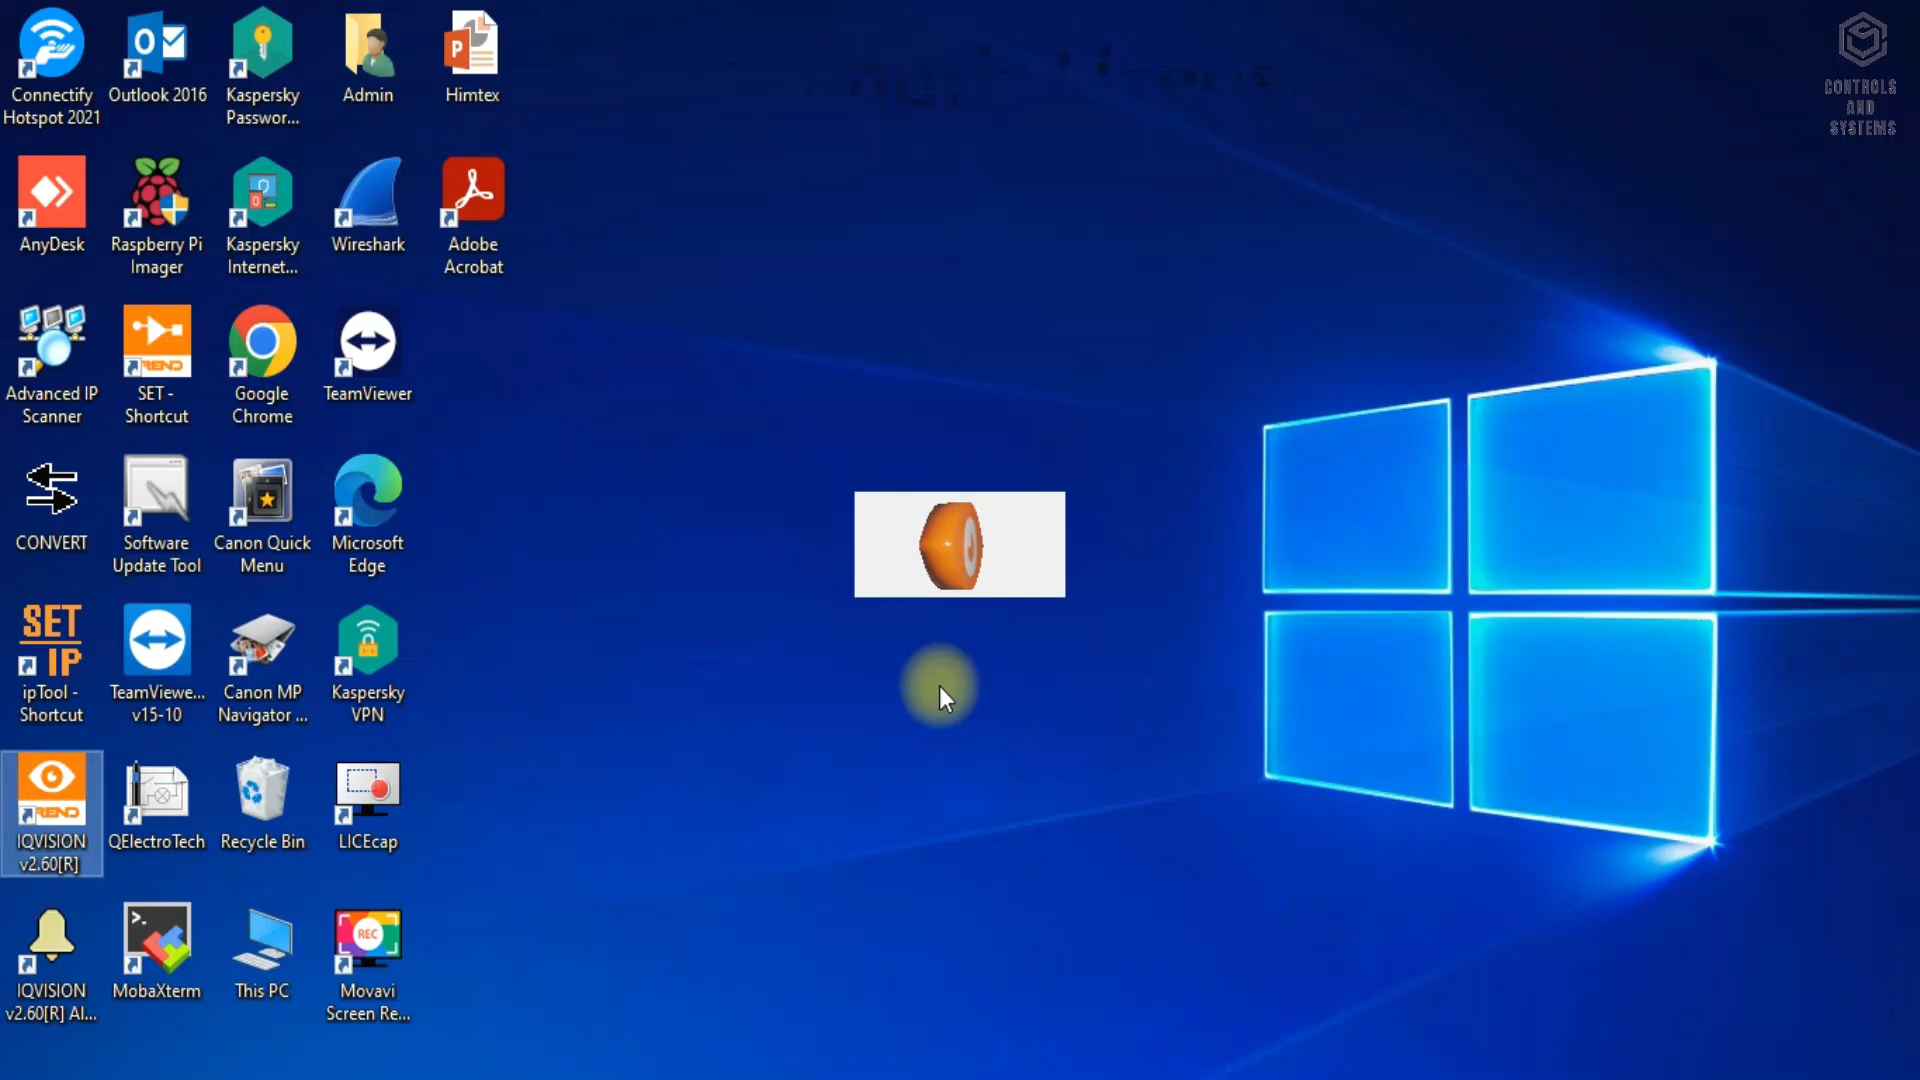 Connectify
Hotspot 2021
Outlook 2016
Kaspersky
Passwor...
Admin
Himtex
CONTROLS
AND
SYSTEMS
AnyDesk
Raspberry Pi
Imager
Kaspersky
Internet...
Wireshark
Adobe
Acrobat
Advanced IP
Scanner
SET -
Shortcut
Google
Chrome
TeamViewer
CONVERT
Software
Update Tool
Canon Quick
Menu
Microsoft
Edge
SET
IP
ipTool -
Shortcut
TeamViewe...
v15-10
Canon MP
Navigator ...
Kaspersky
VPN
TREND
IQVISION
v2.60[R]
QElectroTech
Recycle Bin
LICEcap
IQVISION
v2.60[R] Al...
MobaXterm
This PC
REC
Movavi
Screen Re...